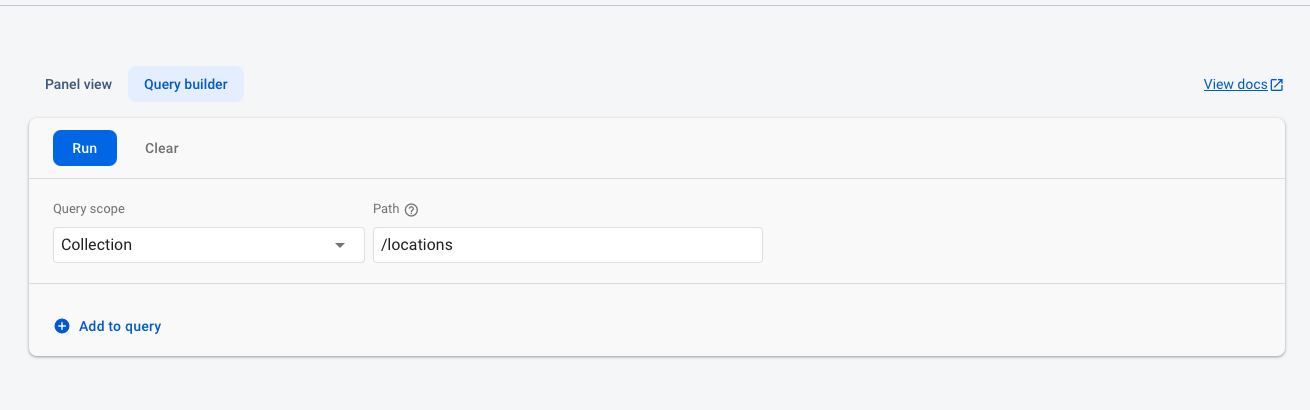 Panel view Query builder View docs
Run Clear
Query scope Path
Collection /locations
Add to query